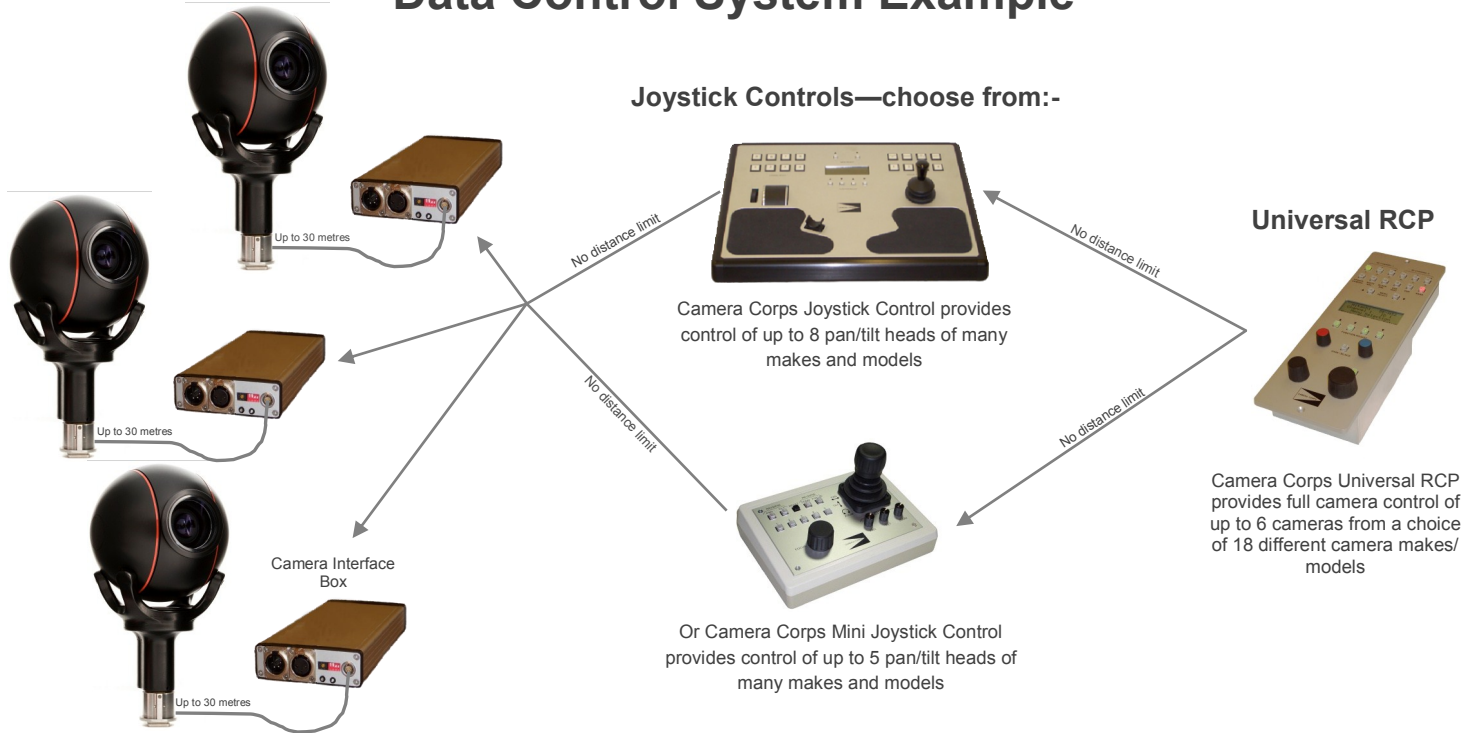 Data Control System Example
Joystick Controls—choose from:-
Universal RCP
Up to 30 metres
No distance limit
No distance limit
Camera Corps Joystick Control provides
control of up to 8 pan/tilt heads of many
makes and models
Up to 30 metres
No distance limit
No distance limit
Camera Corps Universal RCP
provides full camera control of
up to 6 cameras from a choice
of 18 different camera makes/
models
Camera Interface
Box
Or Camera Corps Mini Joystick Control
provides control of up to 5 pan/tilt heads of
many makes and models
Up to 30 metres